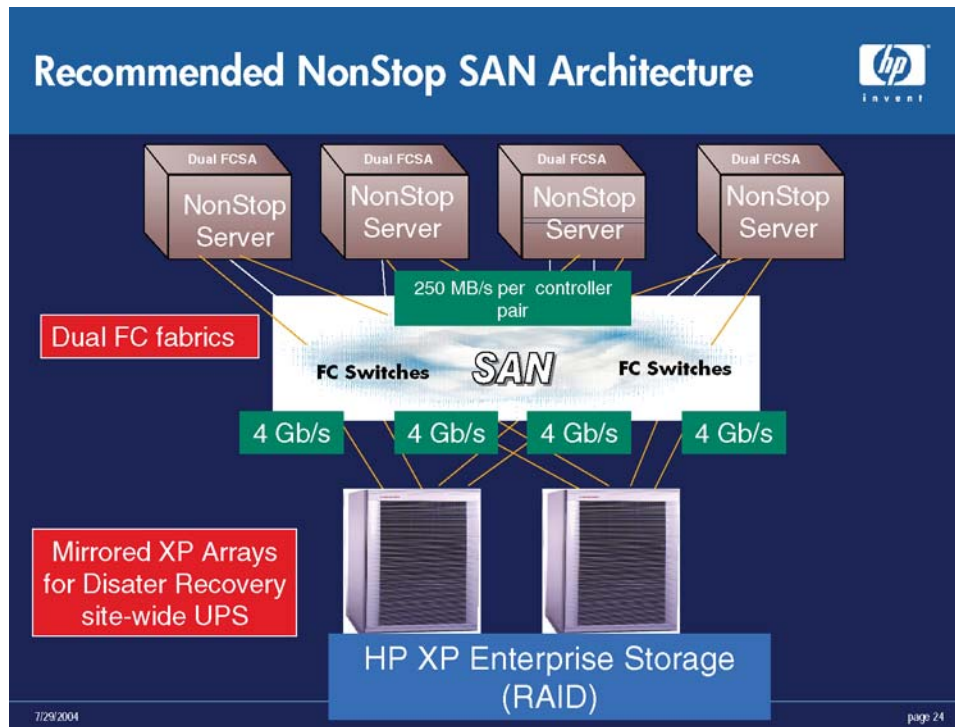 Recommended NonStop SAN Architecture
hp
invent
Dual FCSA
Dual FCSA
Dual FCSA
Dual FCSA
NonStop
Server
NonStop
Server
NonStop
Server
NonStop
Server
250 MB/s per controller
pair
Dual FC fabrics
FC Switches
SAN
FC Switches
4 Gb/s
4 Gb/s
4 Gb/s
4 Gb/s
Mirrored XP Arrays
for Disater Recovery
site-wide UPS
HP XP Enterprise Storage
(RAID)
7/29/2004
page 24